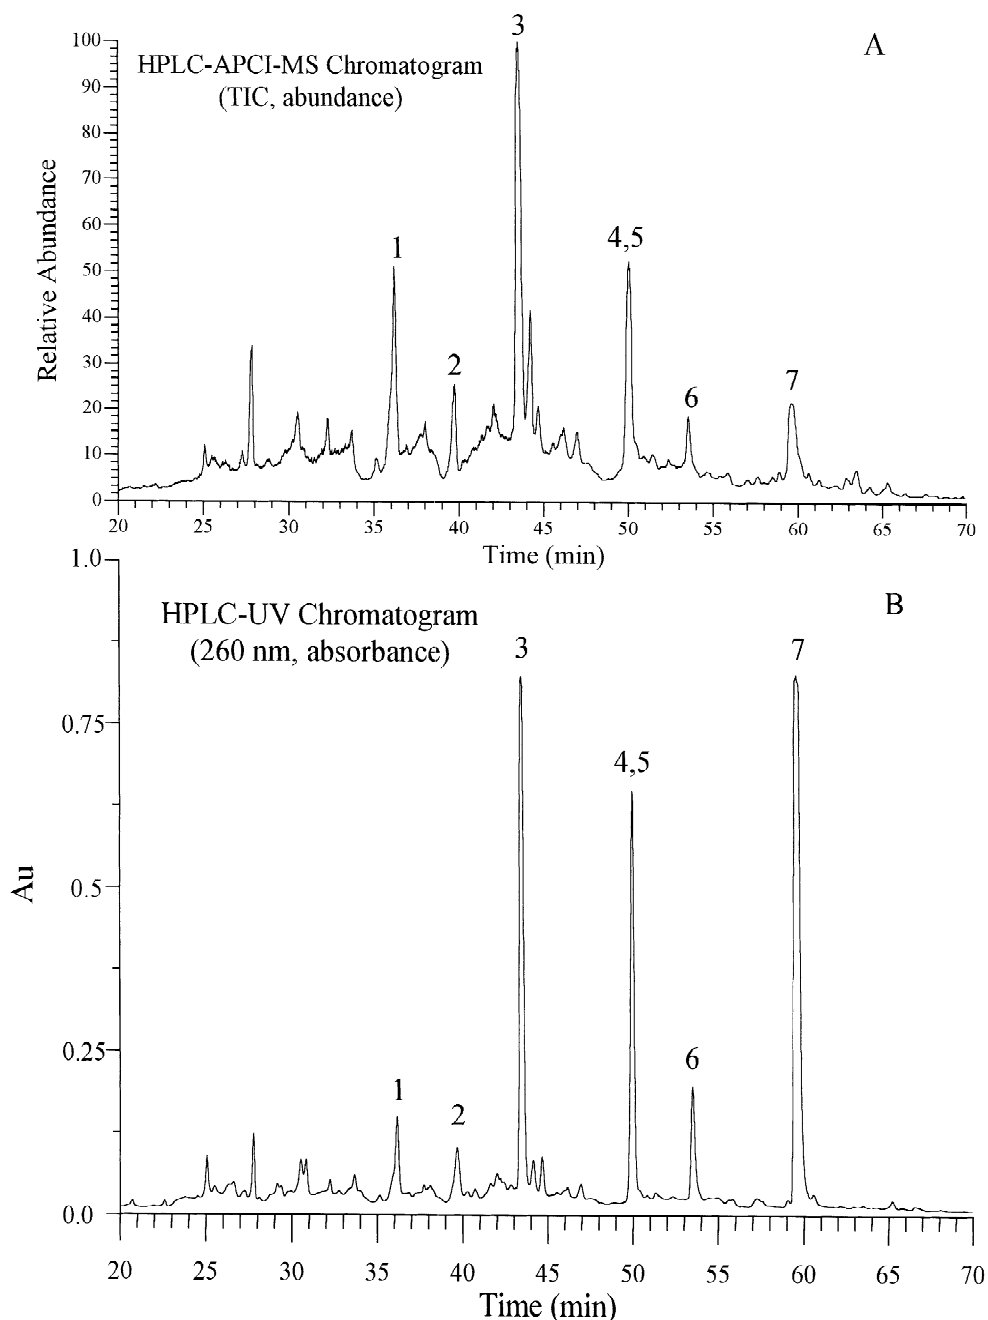 3
A
100
HPLC-APCI-MS Chromatogram
(TIC, abundance)
90
80
70
60
50
40
30
20
10
0
Relative Abundance
1
2
4,5
6
7
20 25 30 35 40 45 50 55 60 65 70
Time (min)
1.0
HPLC-UV Chromatogram
(260 nm, absorbance)
B
3
7
0.75
4,5
0.5
Au
0.25
6
1
2
0.0
20 25 30 35 40 45 50 55 60 65 70
Time (min)